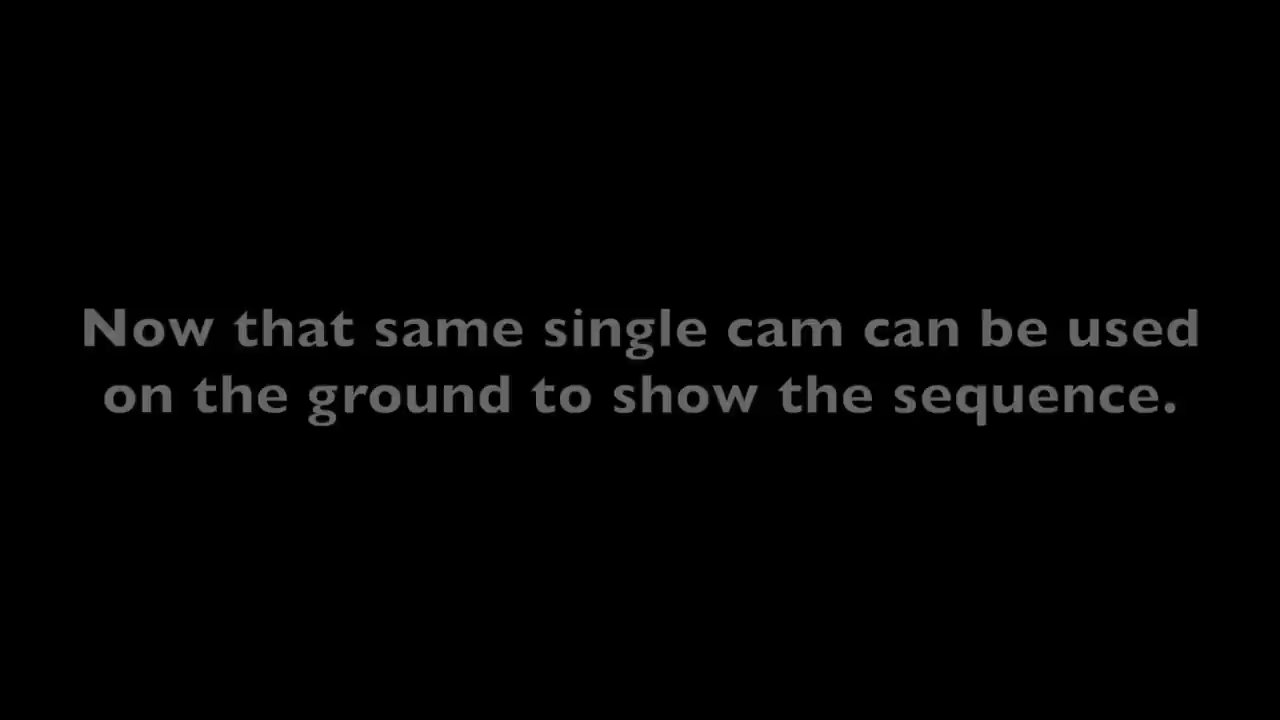 Now that same single cam can be used
on the ground to show the sequence.